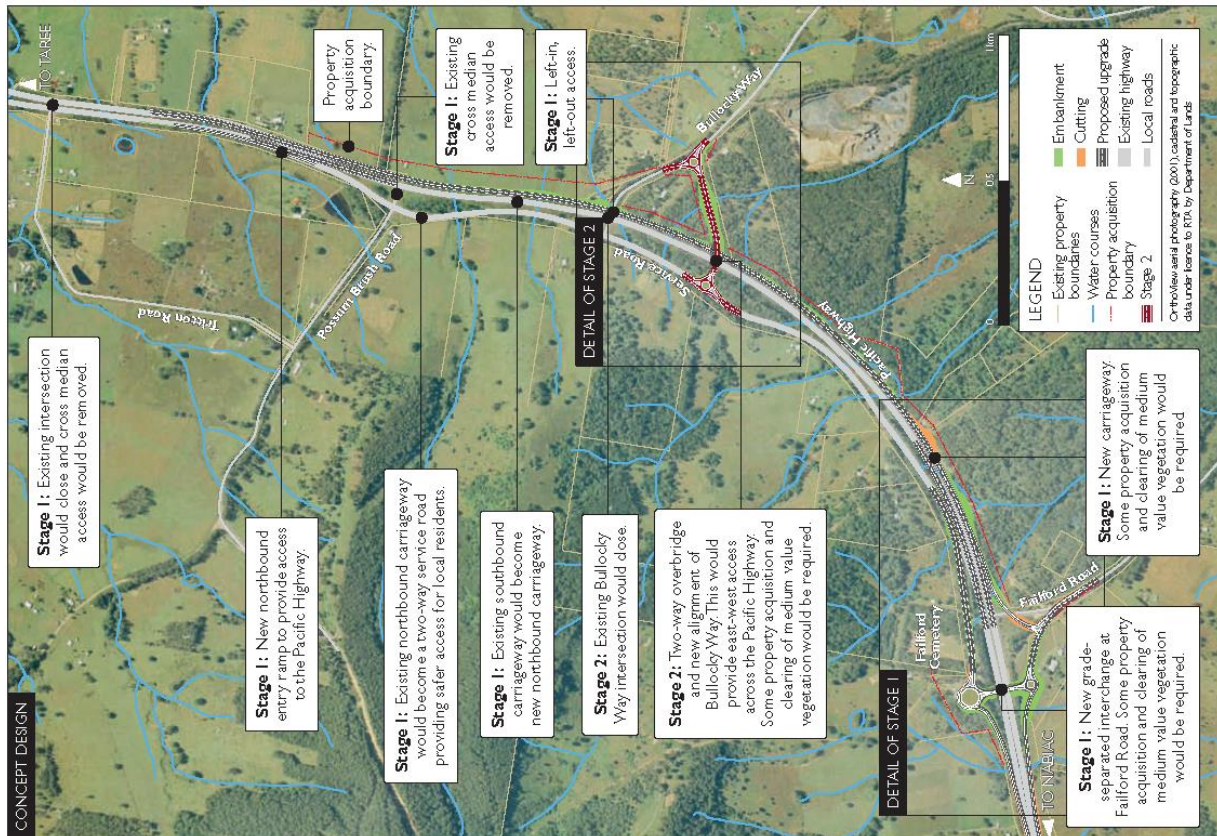 CONCEPT DESIGN
TO TAREE
Stage 1: Existing intersection
would close and cross median
access would be removed.
Tritton Road
Property
acquisition
boundary.
Stage 1: New northbound
entry ramp to provide access
to the Pacific Highway.
Possum Brush Road
Stage 1: Existing
cross median
access would be
removed.
Stage 1: Existing northbound carriageway
would become a two-way service road
providing safer access for local residents.
Stage 1: Existing southbound
carriageway would become
new northbound carriageway.
Stage 1: Left-in,
left-out access.
DETAIL OF STAGE 2
Stage 2: Existing Bullocky
Way intersection would close.
Service Road
Bullocky Way
Stage 2: Two-way overbridge
and new alignment of
Bullocky Way. This would
provide east-west access
across the Pacific Highway.
Some property acquisition and
clearing of medium value
vegetation would be required.
Pacific Highway
DETAIL OF STAGE 1
Failford
Cemetery
Failford Road
TO NABIAC
Stage 1: New grade-
separated interchange at
Failford Road. Some property
acquisition and clearing of
medium value vegetation
would be required.
Stage 1: New carriageway.
Some property acquisition
and clearing of medium
value vegetation would
be required
N
0
0.5
1km
LEGEND
Existing property
boundaries
Water courses
Property acquisition
boundary
Stage 2
Embankment
Cutting
Proposed upgrade
Existing highway
Local roads
OrthoView aerial photography (2001), cadastral and topographic
data under licence to RTA by Department of Lands